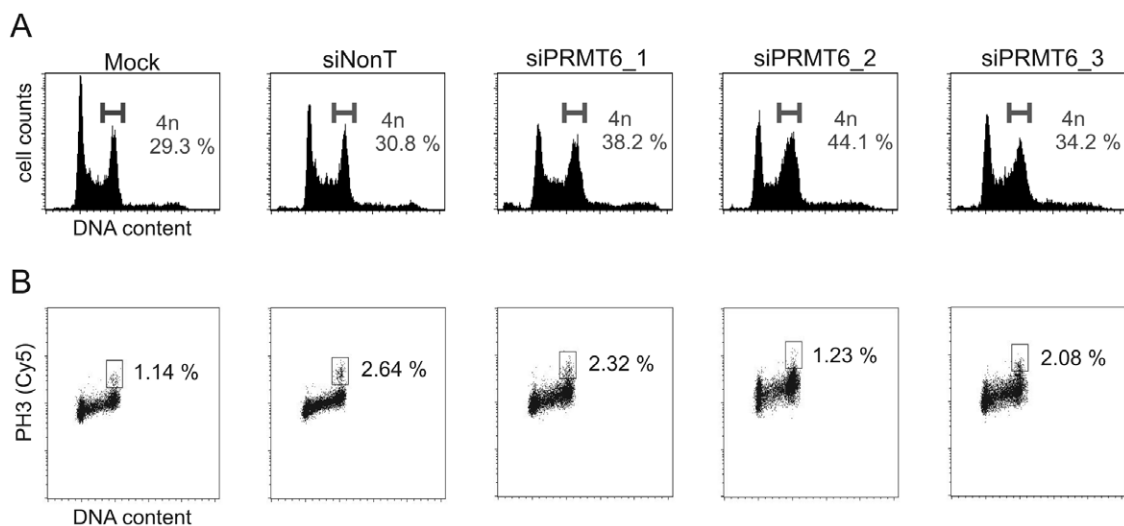 A
Mock
siNonT
siPRMT6_1
siPRMT6_2
siPRMT6_3
cell counts
4n
29.3 %
4n
30.8 %
4n
38.2 %
4n
44.1 %
4n
34.2 %
DNA content
B
PH3 (Cy5)
1.14 %
2.64 %
2.32 %
1.23 %
2.08 %
DNA content